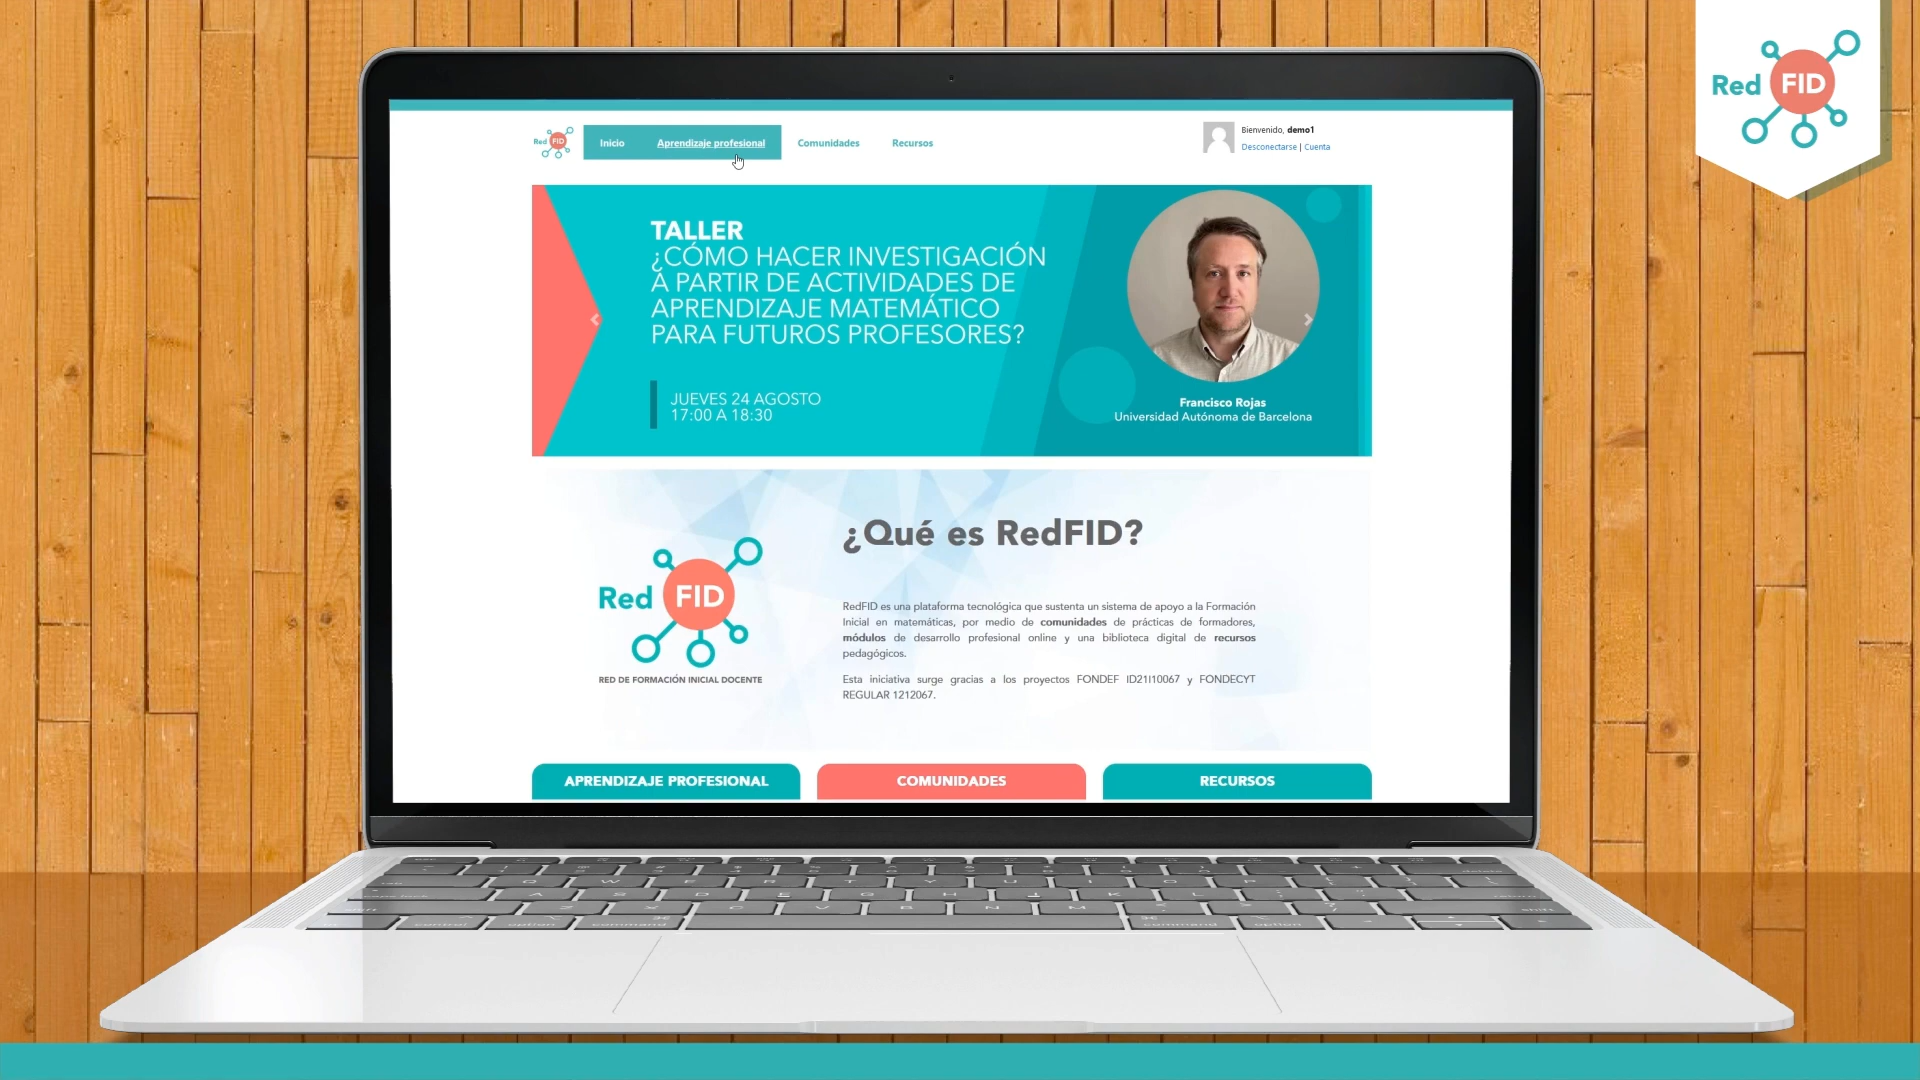 Red FID
Red FID
Inicio
Aprendizaje profesional
Comunidades
Recursos
Bienvenido, demo1
Desconectarse | Cuenta
TALLER
¿CÓMO HACER INVESTIGACIÓN
A PARTIR DE ACTIVIDADES DE
APRENDIZAJE MATEMÁTICO
PARA FUTUROS PROFESORES?
JUEVES 24 AGOSTO
17:00 A 18:30
Francisco Rojas
Universidad Autónoma de Barcelona
¿Qué es RedFID?
Red FID
RED DE FORMACIÓN INICIAL DOCENTE
RedFID es una plataforma tecnológica que sustenta un sistema de apoyo a la Formación
Inicial en matemáticas, por medio de comunidades de prácticas de formadores,
módulos de desarrollo profesional online y una biblioteca digital de recursos
pedagógicos.
Esta iniciativa surge gracias a los proyectos FONDEF ID21I10067 y FONDECYT
REGULAR 1212067.
APRENDIZAJE PROFESIONAL
COMUNIDADES
RECURSOS